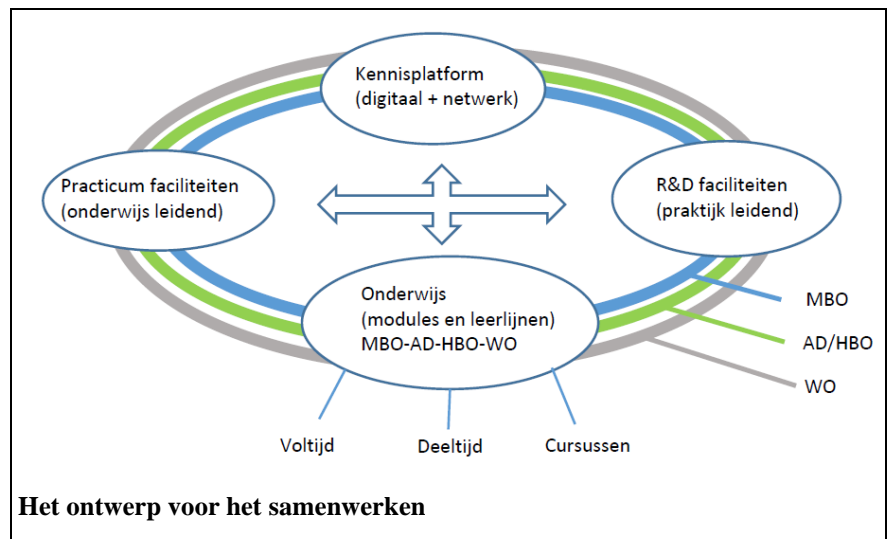 Kennisplatform
(digitaal + netwerk)
Practicum faciliteiten
(onderwijs leidend)
R&D faciliteiten
(praktijk leidend)
Onderwijs
(modules en leerlijnen)
MBO-AD-HBO-WO
MBO
AD/HBO
WO
Voltijd
Deeltijd
Cursussen
Het ontwerp voor het samenwerken